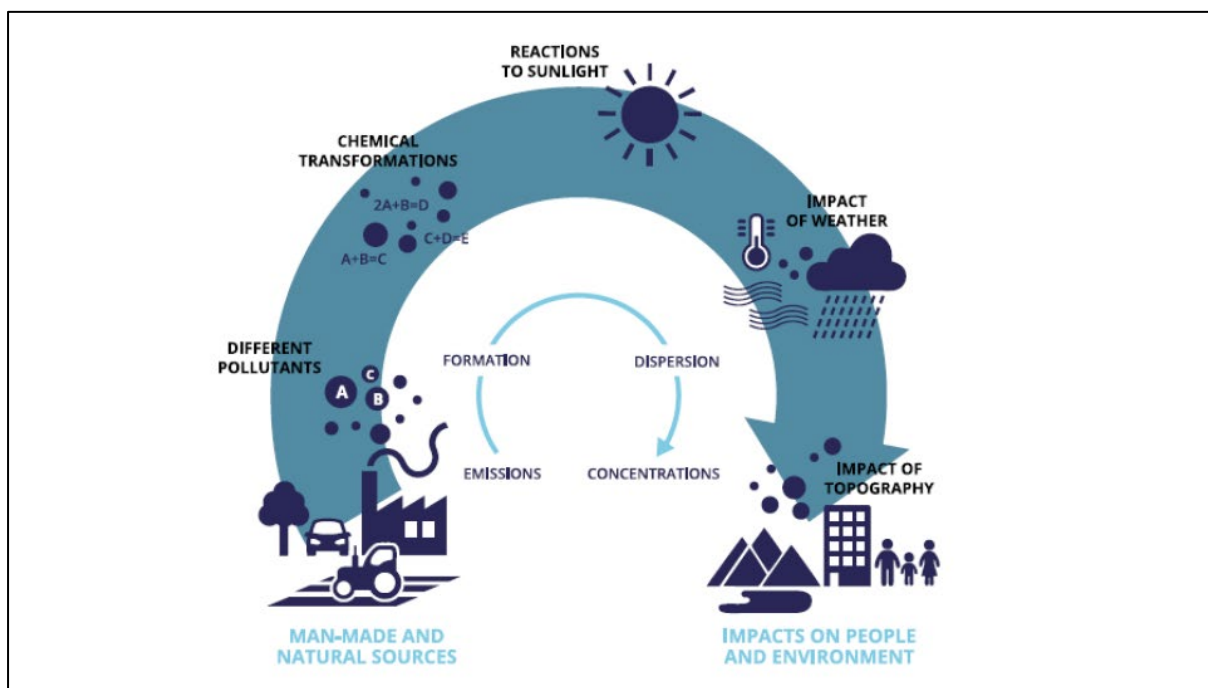 REACTIONS
TO SUNLIGHT
CHEMICAL
TRANSFORMATIONS
2A+B=D
C+D=E
A+B=C
IMPACT
OF WEATHER
DIFFERENT
POLLUTANTS
A
C
B
FORMATION
DISPERSION
EMISSIONS
CONCENTRATIONS
IMPACT OF
TOPOGRAPHY
MAN-MADE AND
NATURAL SOURCES
IMPACTS ON PEOPLE
AND ENVIRONMENT